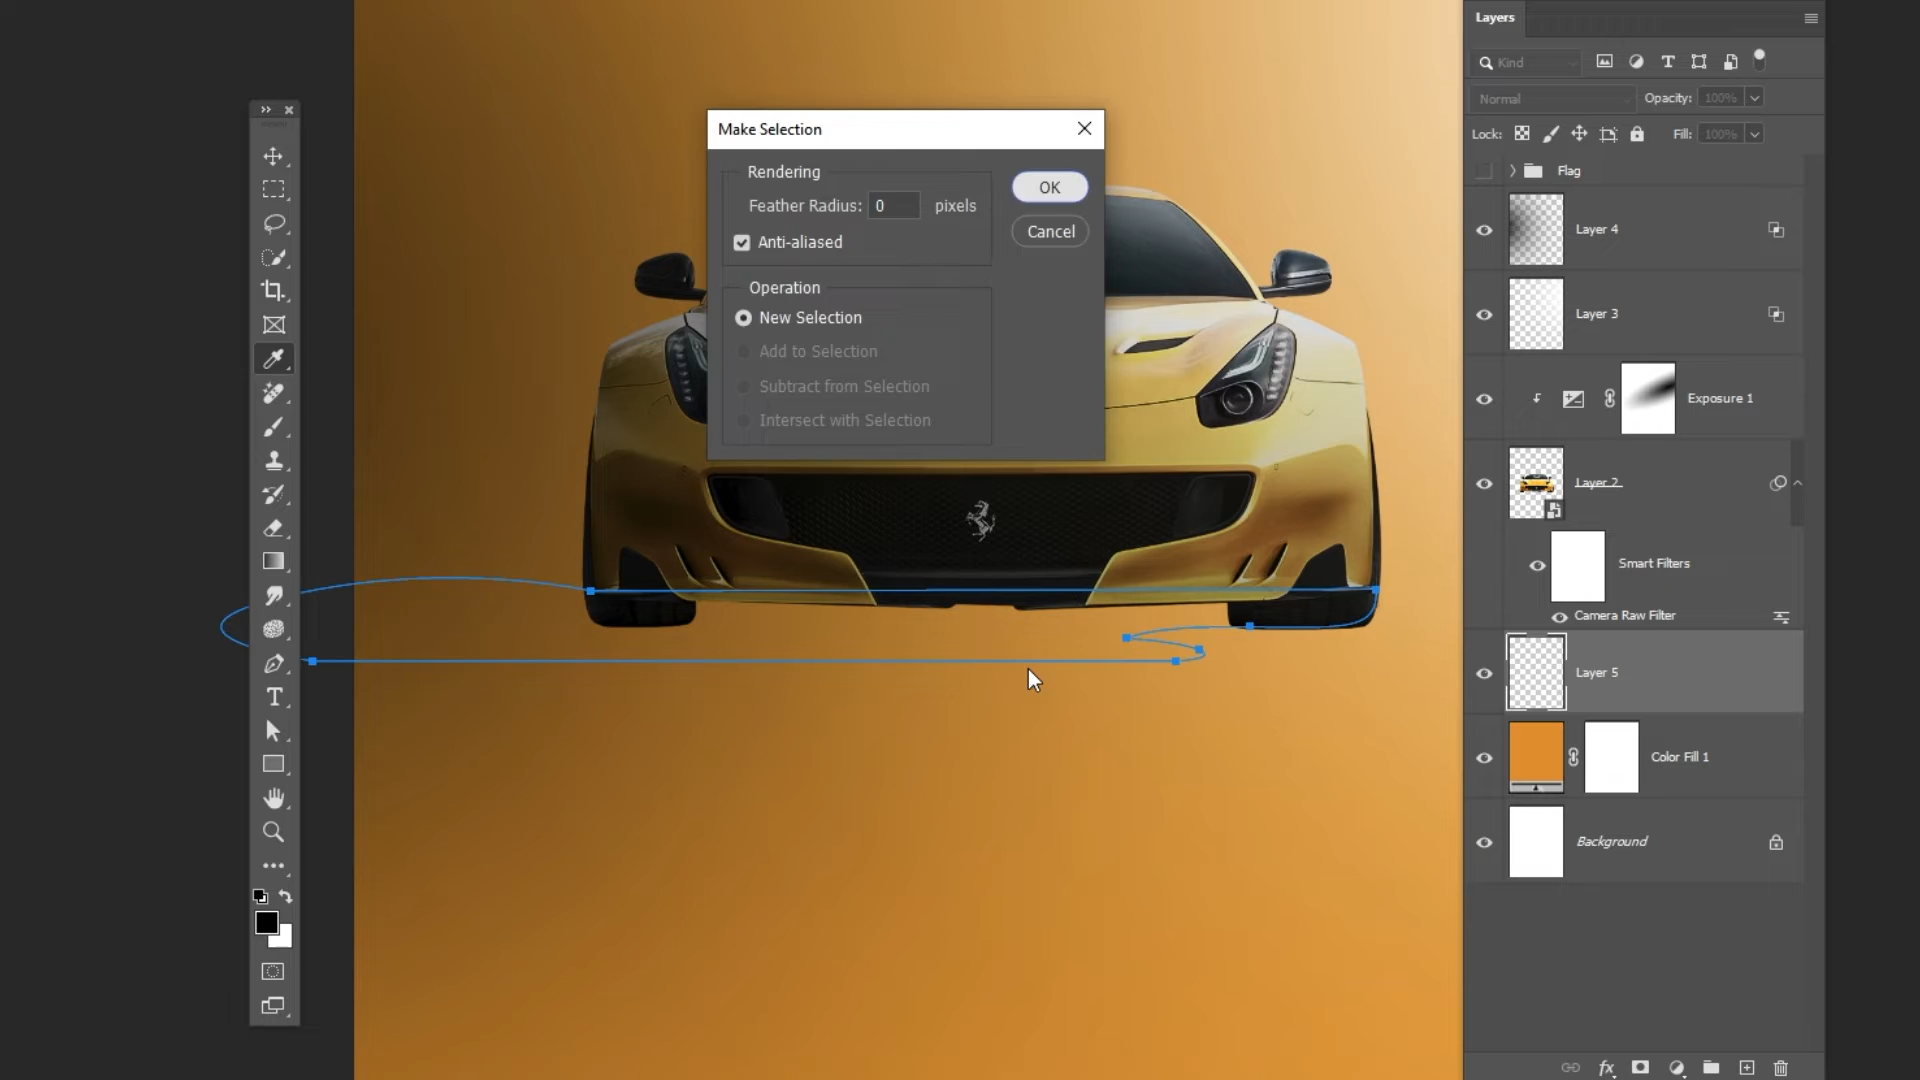 Make Selection
Rendering
Feather Radius: 0 pixels
Anti-aliased
OK
Cancel
Operation
New Selection
Add to Selection
Subtract from Selection
Intersect with Selection
Layers
Kind
Normal
Opacity: 100%
Lock:
Fill: 100%
Flag
Layer 4
Layer 3
Exposure 1
Layer 2
Smart Filters
Camera Raw Filter
Layer 5
Color Fill 1
Background